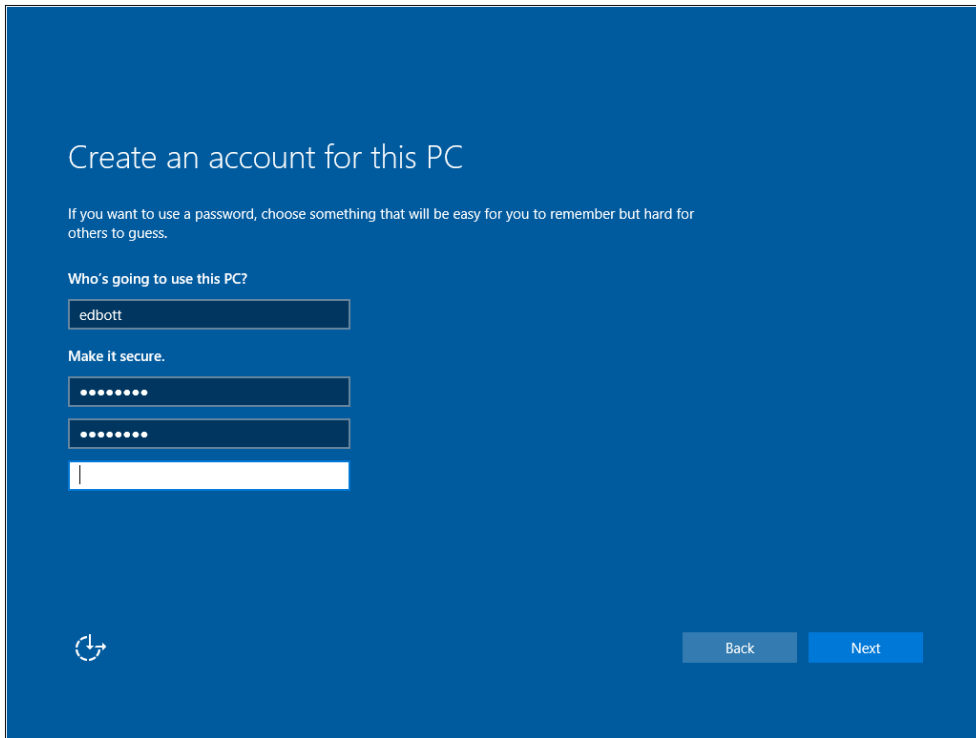 Create an account for this PC
If you want to use a password, choose something that will be easy for you to remember but hard for
others to guess.
Who's going to use this PC?
edbott
Make it secure.
••••••••
••••••••
Back
Next